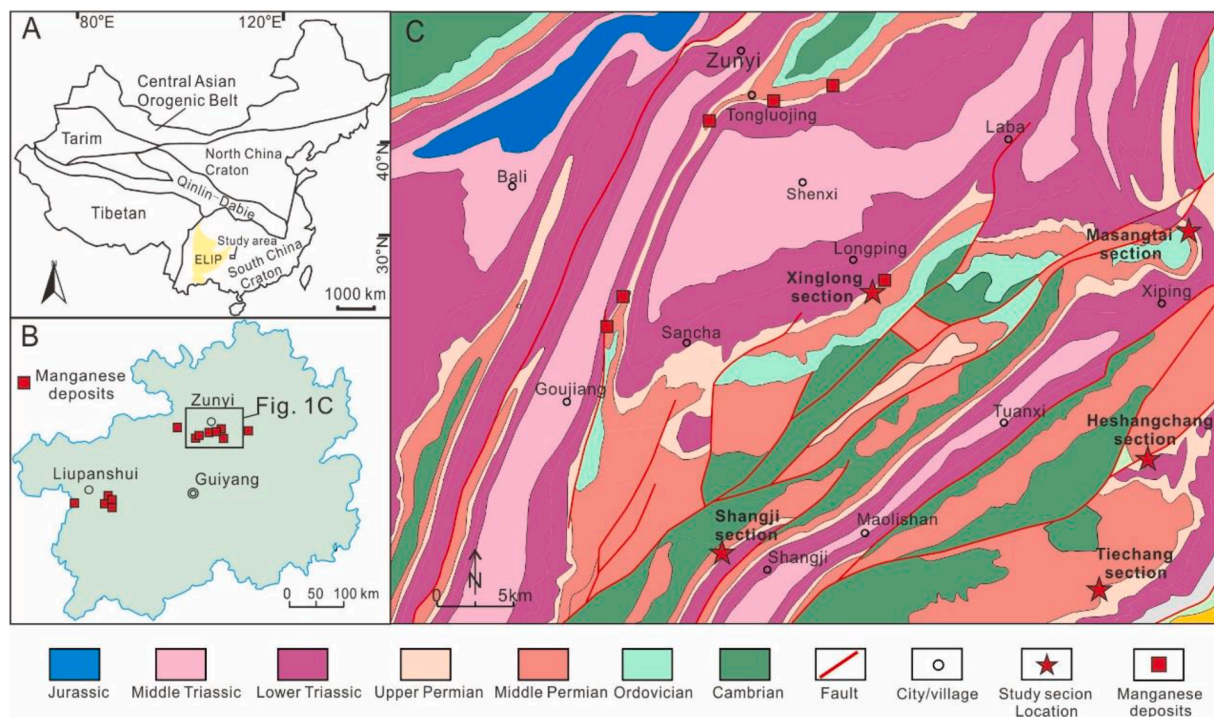 A
80°E
120°E
Central Asian
Orogenic Belt
Tarim
North China
Craton
40°N
Qinlin-Dabie
Tibetan
Study area
ELIP
South China
Craton
30°N
1000 km
B
Manganese
deposits
Zunyi
Fig. 1C
Liupanshui
Guiyang
0 50 100 km
C
Zunyi
Tongluojing
Laba
Bali
Shenxi
Masangtai
section
Longping
Xinglong
section
Xiping
Sancha
Goujiang
Tuanxi
Heshangchang
section
Shangji
section
Maolishan
Shangji
Tiechang
section
N
0 5km
Jurassic
Middle Triassic
Lower Triassic
Upper Permian
Middle Permian
Ordovician
Cambrian
Fault
City/village
Study secion
Location
Manganese
deposits